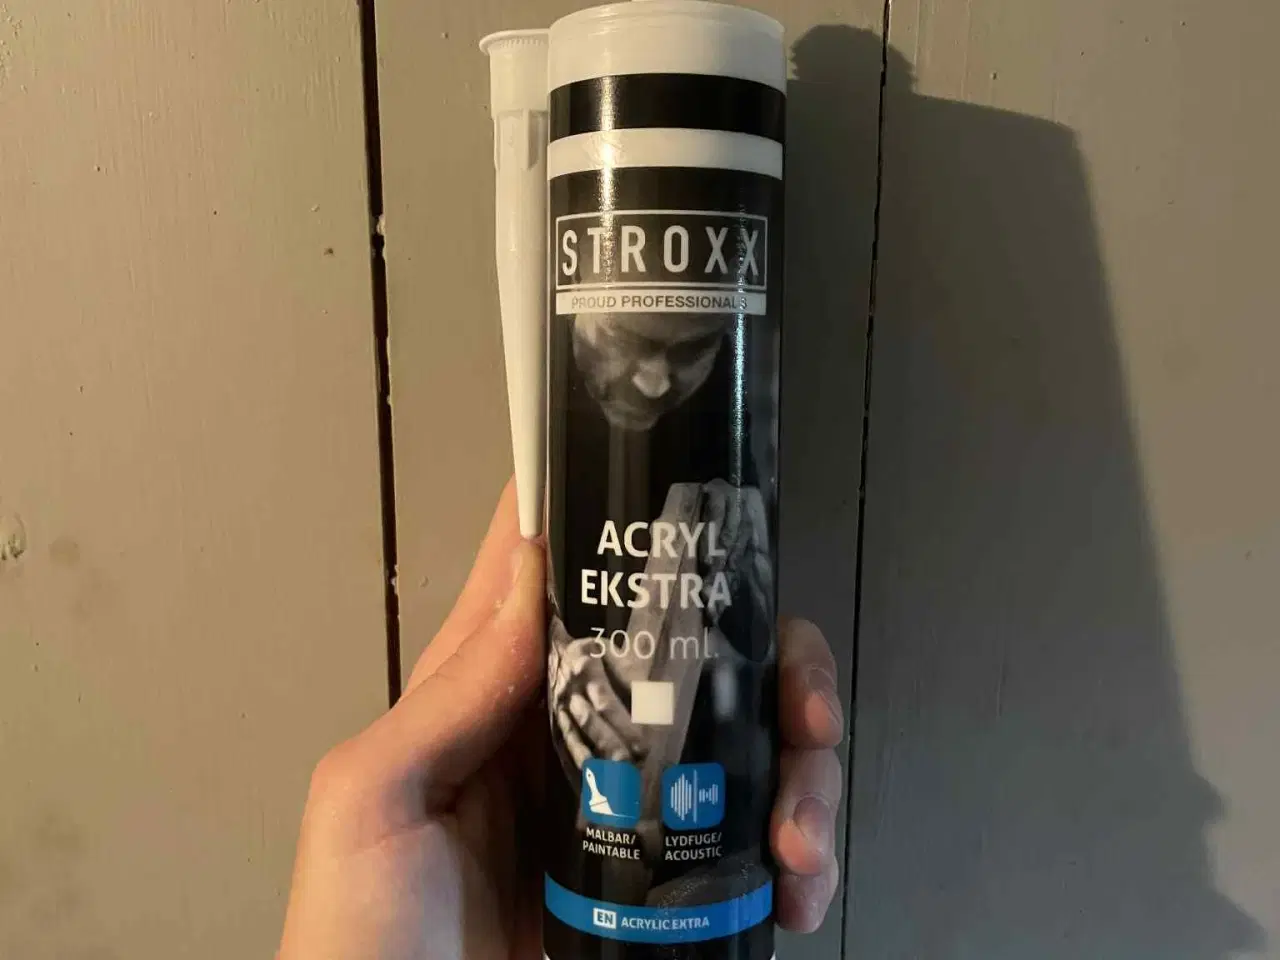 STROXX
PROUD PROFESSIONALS
ACRYL
EKSTRA
300 ml.
MALBAR/
PAINTABLE
LYDFUGE/
ACOUSTIC
EN ACRYLIC EXTRA